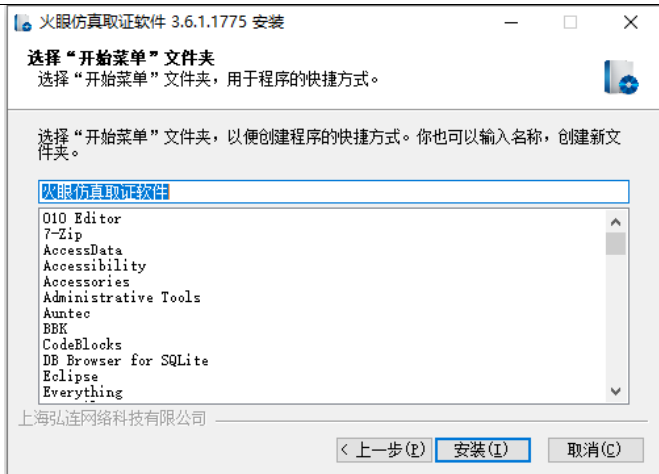 火眼仿真取证软件 3.6.1.1775 安装
选择“开始菜单”文件夹
选择“开始菜单”文件夹，用于程序的快捷方式。
选择“开始菜单”文件夹，以便创建程序的快捷方式。你也可以输入名称，创建新文
件夹。
火眼仿真取证软件
010 Editor
7-Zip
AccessData
Accessibility
Accessories
Administrative Tools
Auntec
BBK
CodeBlocks
DB Browser for SQLite
Eclipse
Everything
上海弘连网络科技有限公司
< 上一步(P) 安装(I) 取消(C)